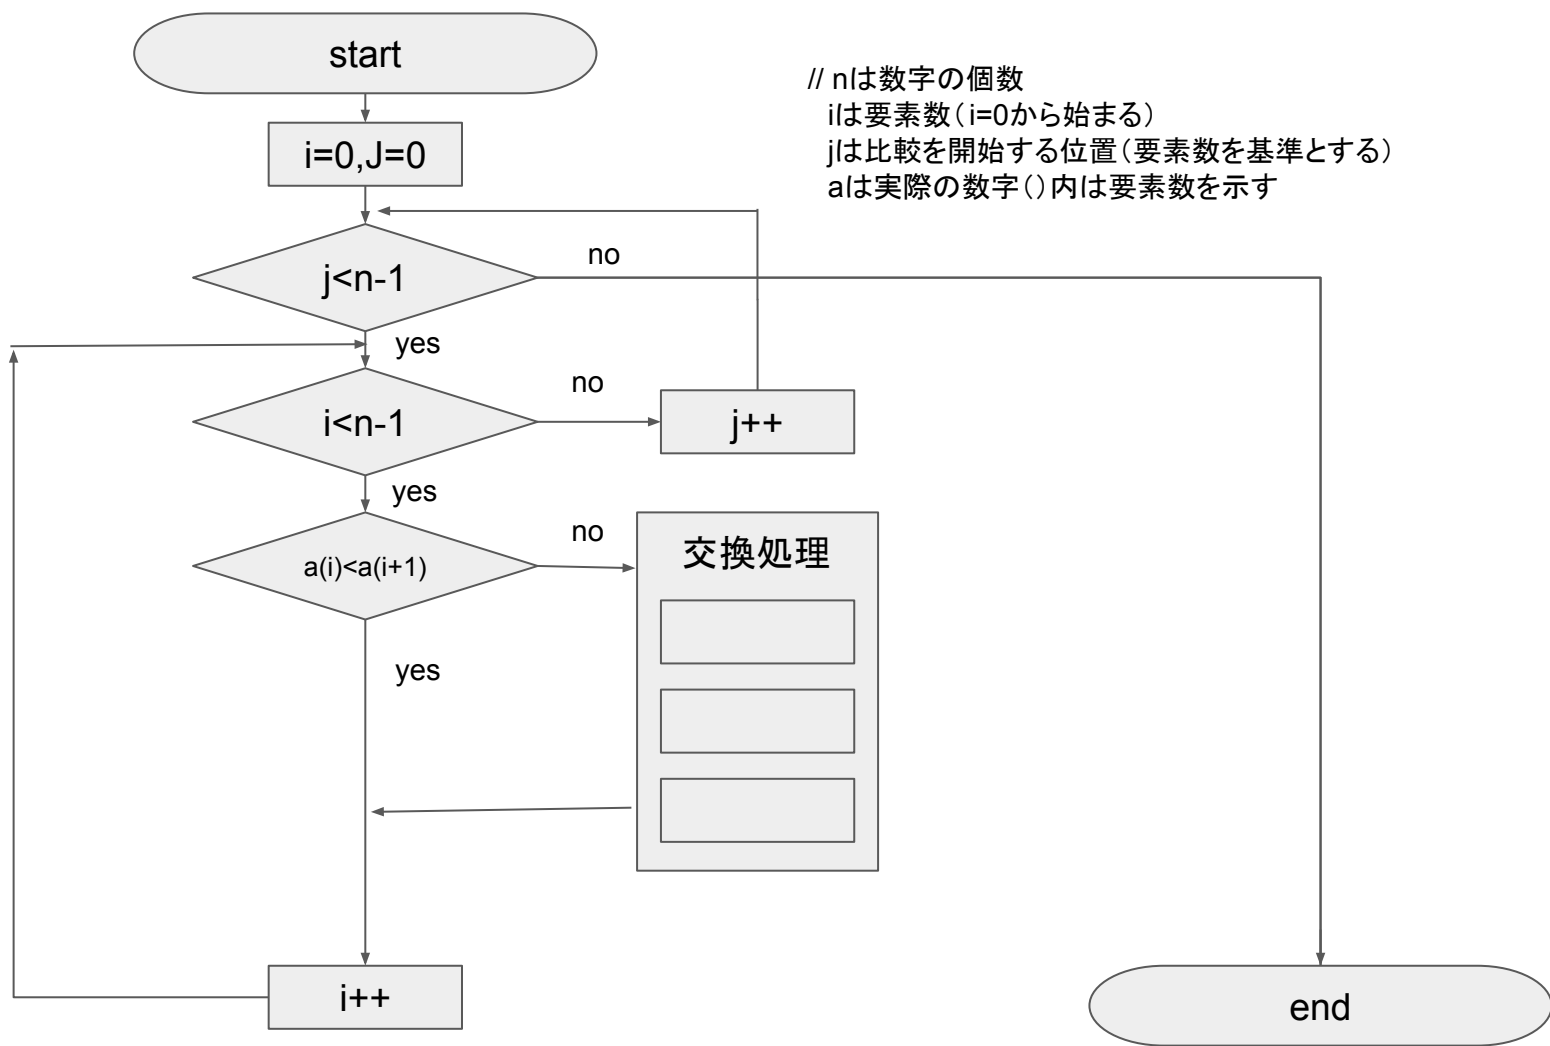 start
// nは数字の個数
iは要素数（i=0から始まる）
jは比較を開始する位置（要素数を基準とする）
aは実際の数字（）内は要素数を示す
i=0,J=0
j<n-1
no
yes
i<n-1
no
j++
yes
a(i)<a(i+1)
no
交換処理
yes
i++
end